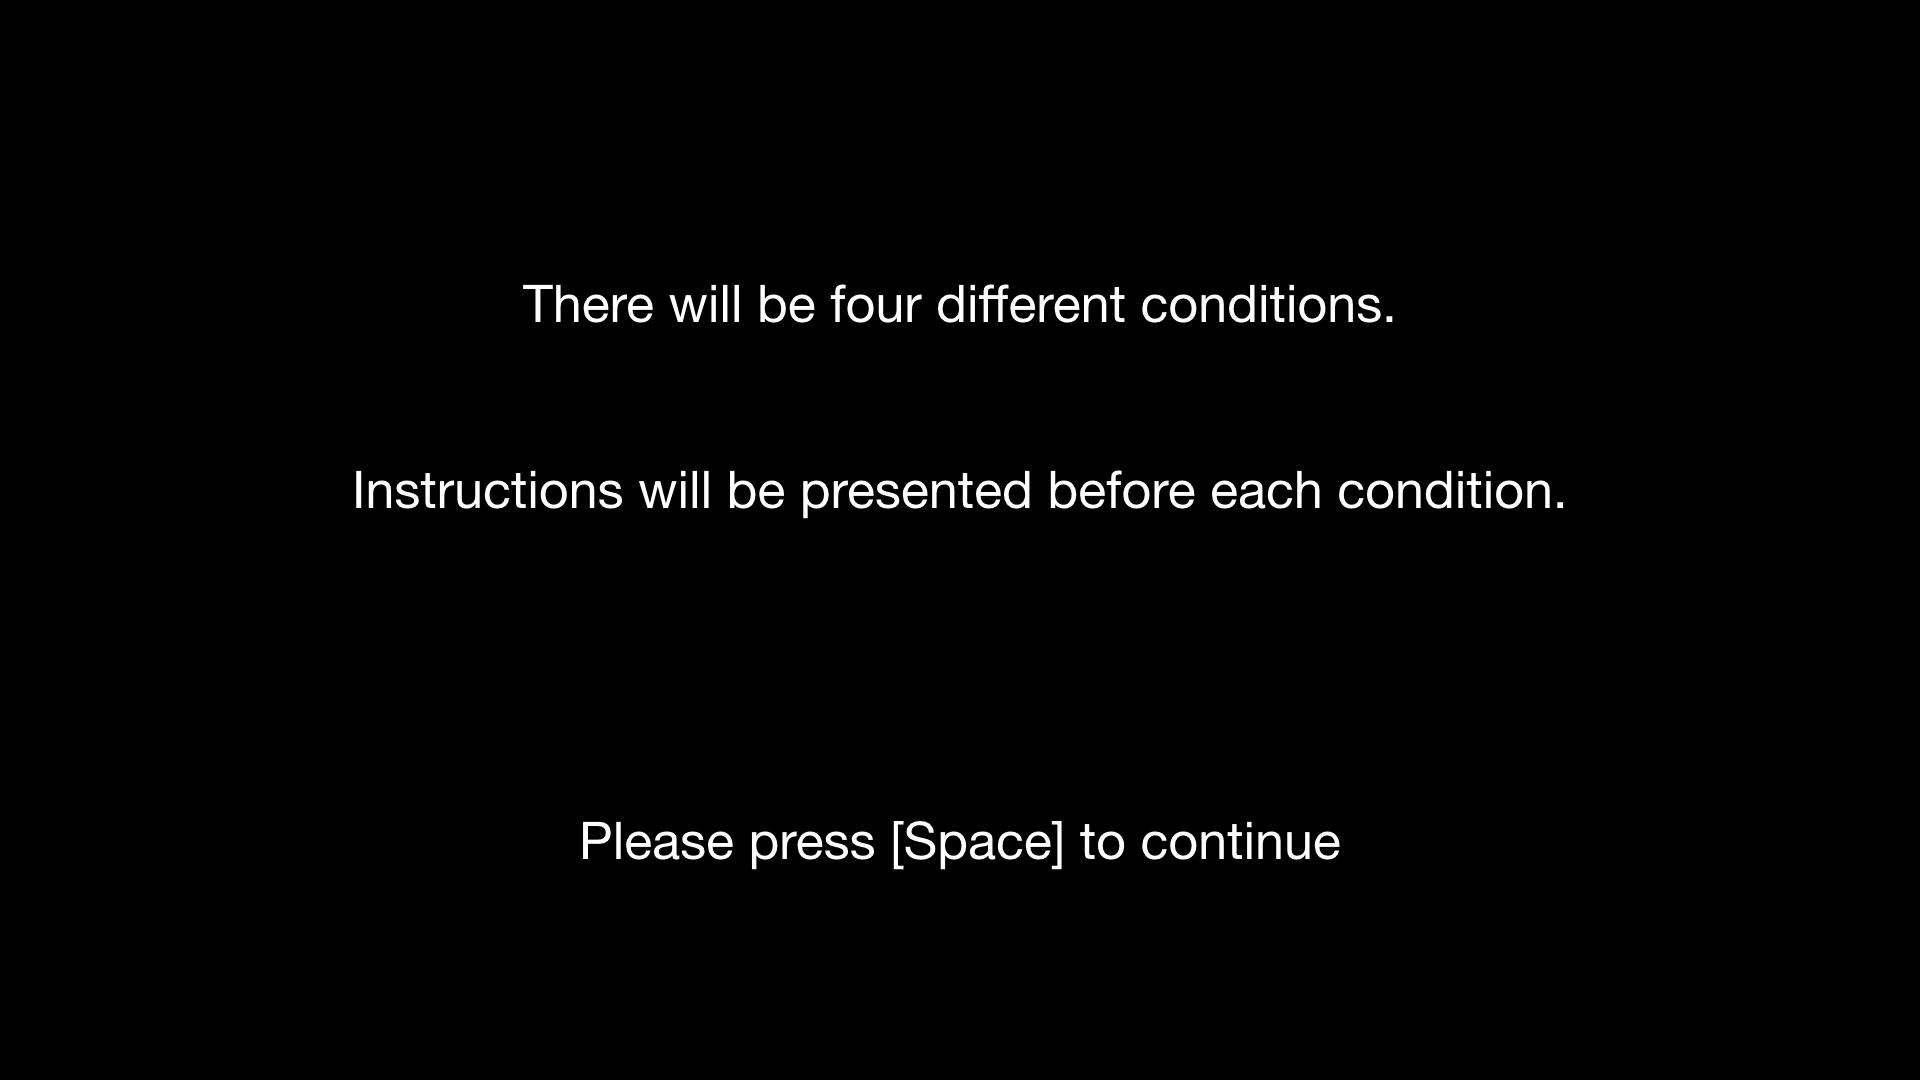 There will be four different conditions.
Instructions will be presented before each condition.
Please press [Space] to continue